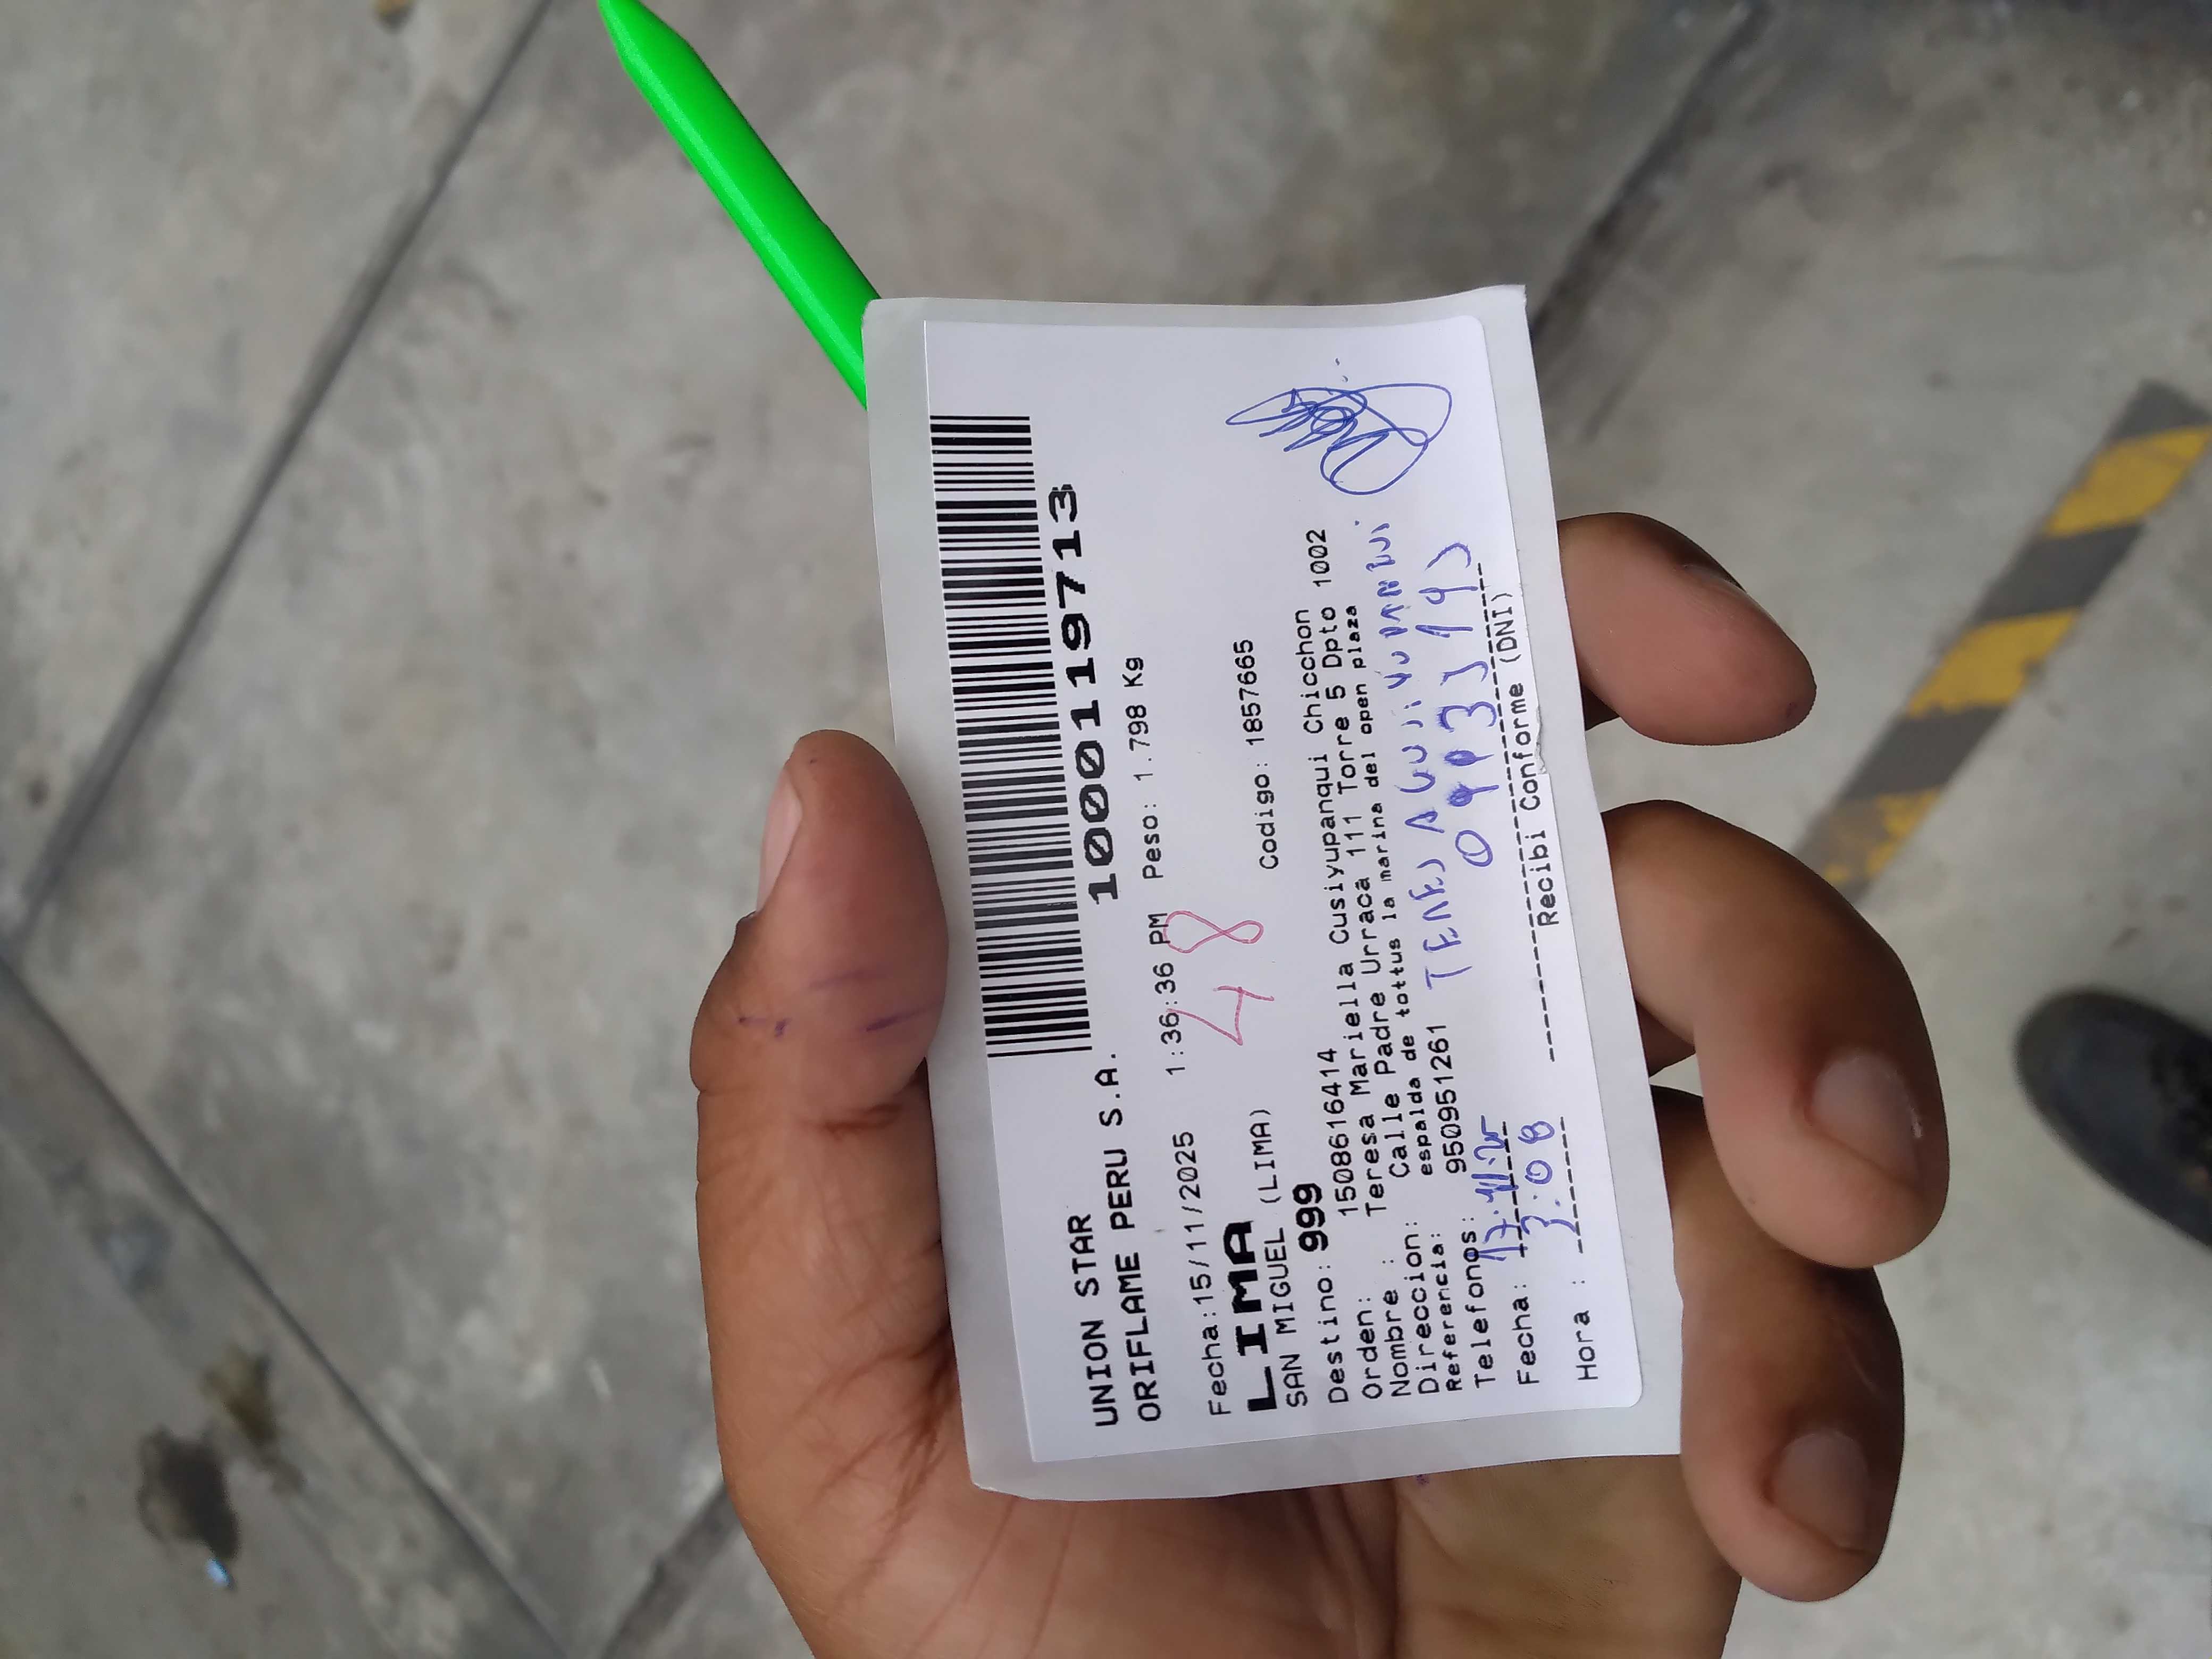 UNION STAR
ORIFLAME PERU S.A.
1000119713
Fecha:15/11/2025 1:36:36 PM Peso: 1.798 Kg
LIMA
48
SAN MIGUEL (LIMA) Codigo: 1857665
Destino: 999
Orden: 1508616414
Nombre : Teresa Mariella Cusiyupanqui Chicchon
Direccion: Calle Padre Urraca 111 Torre 5 Dpto 1002
Referencia: espalda de tottus la marina del open plaza
Telefonos: 950951261
Fecha: 17.11.25
Hora : 3:08
Recibi Conforme (DNI)